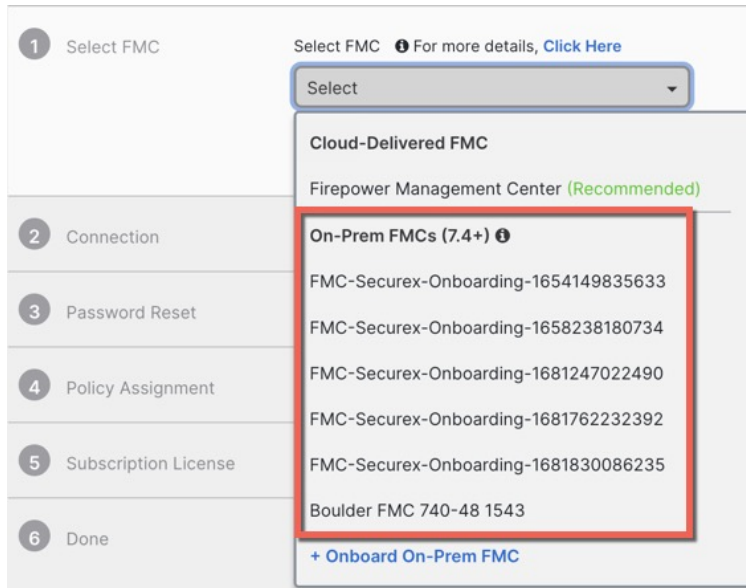 1 Select FMC
Select FMC For more details, Click Here
Select
Cloud-Delivered FMC
Firepower Management Center (Recommended)
2 Connection
On-Prem FMCs (7.4+)
FMC-Securex-Onboarding-1654149835633
3 Password Reset
FMC-Securex-Onboarding-1658238180734
FMC-Securex-Onboarding-1681247022490
4 Policy Assignment
FMC-Securex-Onboarding-1681762232392
5 Subscription License
FMC-Securex-Onboarding-1681830086235
Boulder FMC 740-48 1543
6 Done
+ Onboard On-Prem FMC